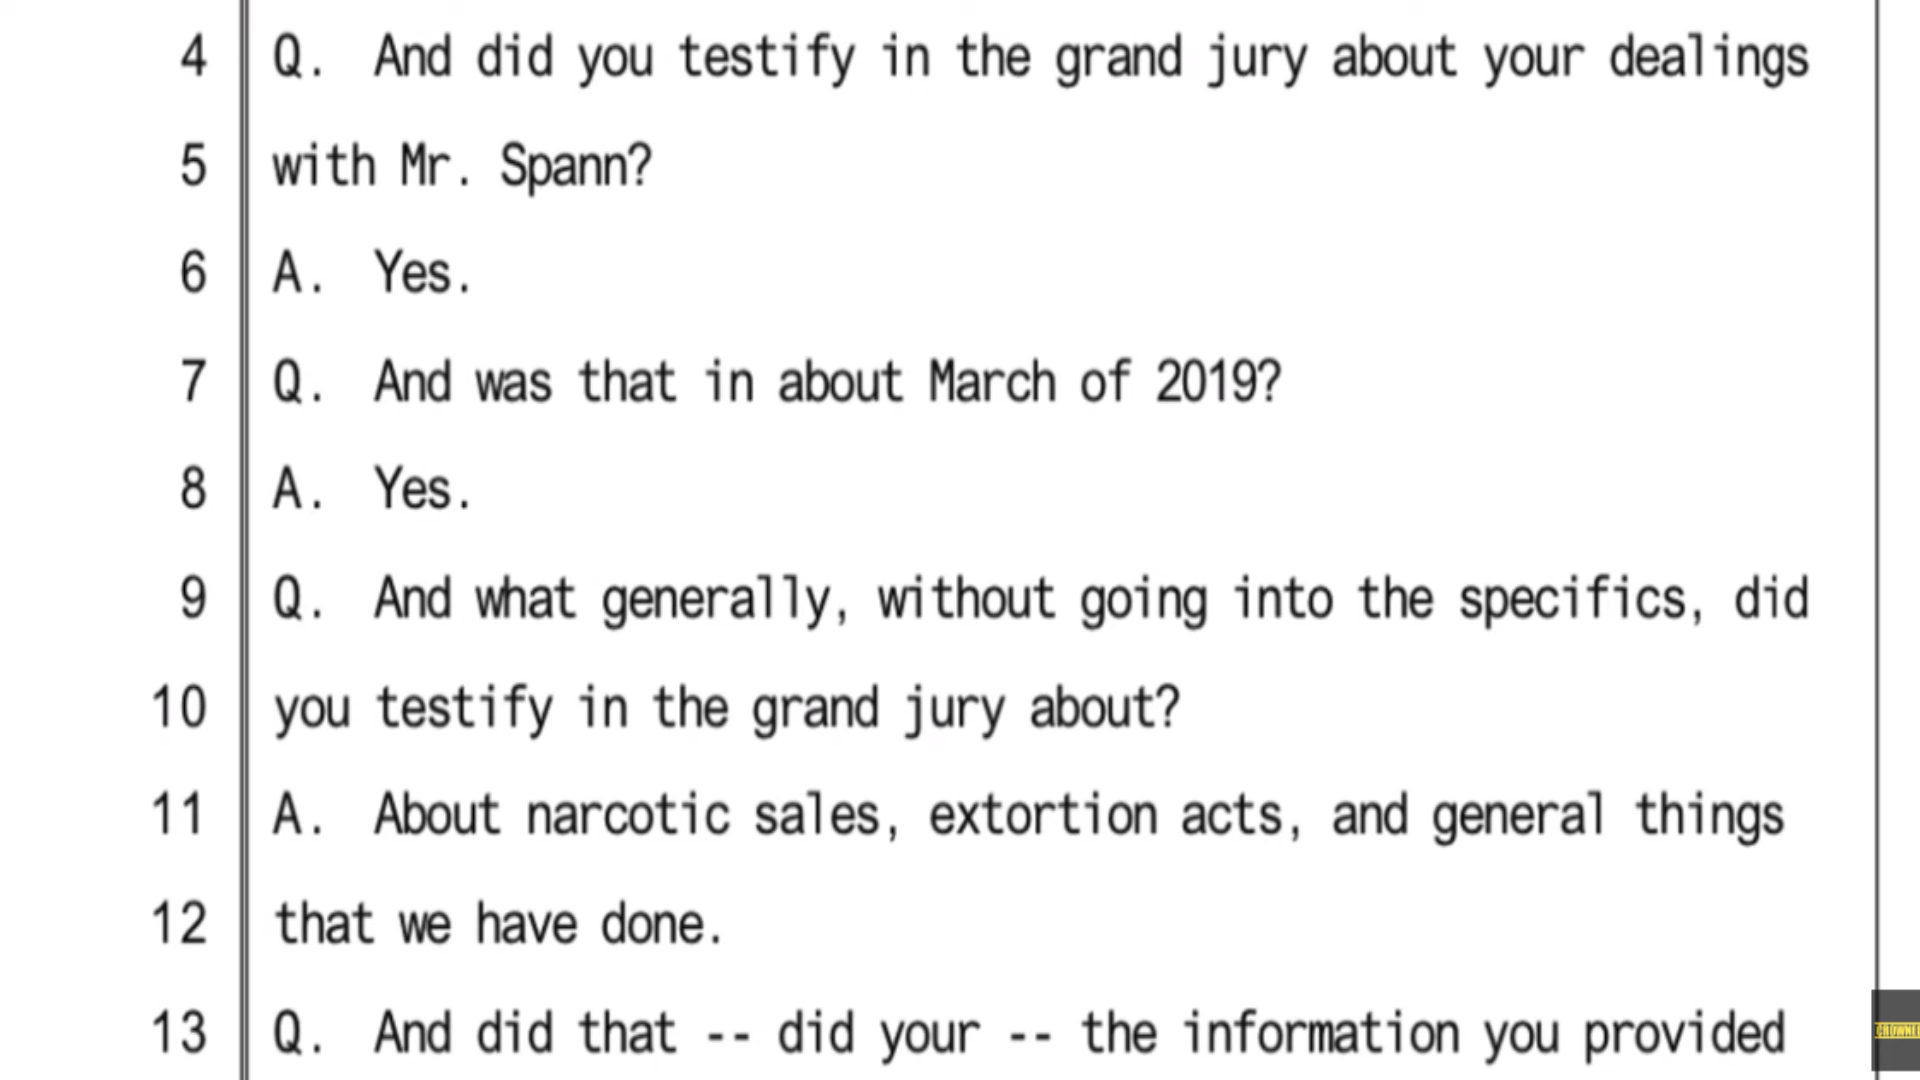 4 Q. And did you testify in the grand jury about your dealings
5 with Mr. Spann?
6 A. Yes.
7 Q. And was that in about March of 2019?
8 A. Yes.
9 Q. And what generally, without going into the specifics, did
10 you testify in the grand jury about?
11 A. About narcotic sales, extortion acts, and general things
12 that we have done.
13 Q. And did that -- did your -- the information you provided